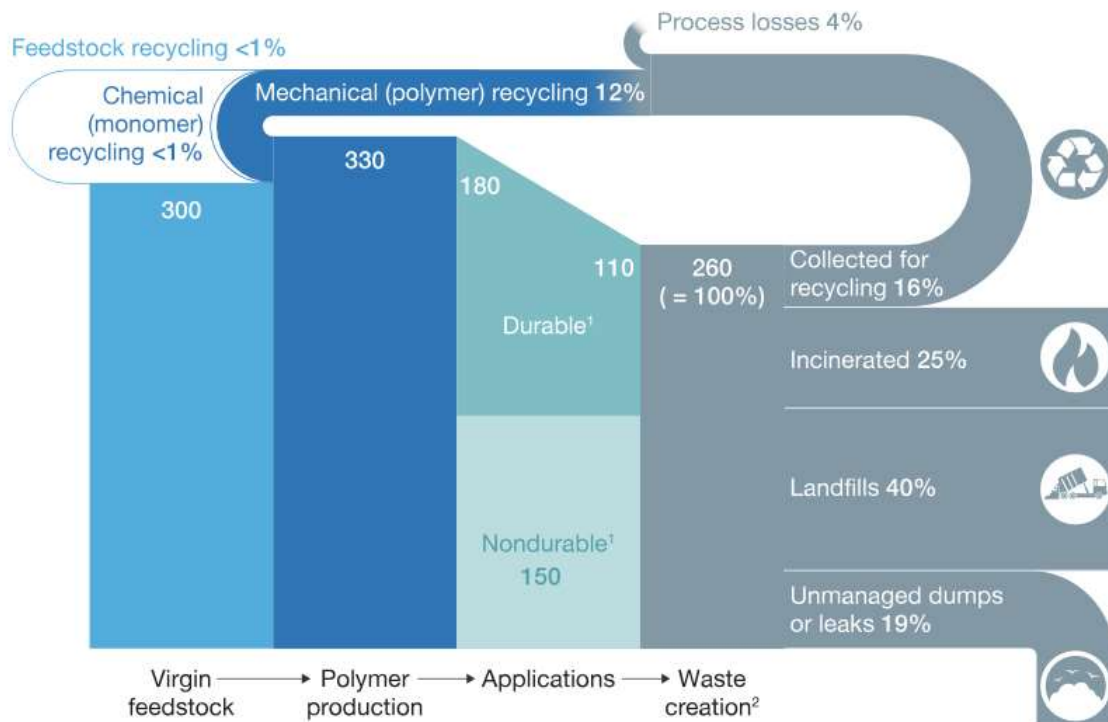 Process losses 4%
Feedstock recycling <1%
Chemical
(monomer)
recycling <1%
Mechanical (polymer) recycling 12%
300
330
180
110
260
( = 100%)
Collected for
recycling 16%
Durable¹
Incinerated 25%
Landfills 40%
Nondurable¹
150
Unmanaged dumps
or leaks 19%
Virgin
feedstock
Polymer
production
Applications
Waste
creation²